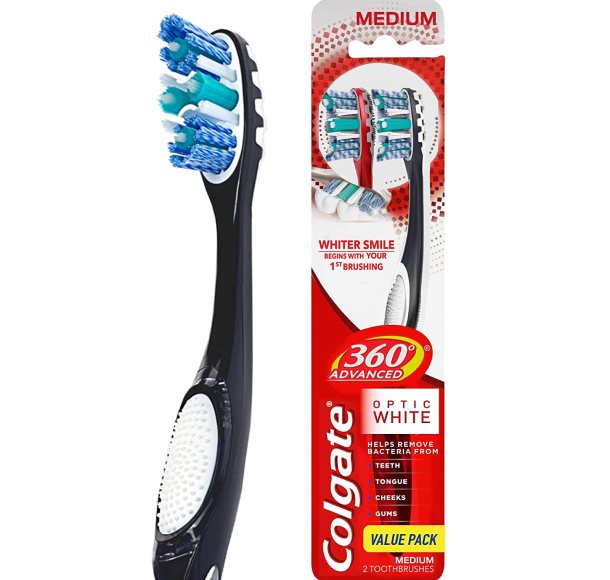 MEDIUM
WHITER SMILE
BEGINS WITH YOUR
1ST BRUSHING
360°®
ADVANCED
OPTIC
WHITE
Colgate®
HELPS REMOVE
BACTERIA FROM
TEETH
TONGUE
CHEEKS
GUMS
VALUE PACK
MEDIUM
2 TOOTHBRUSHES